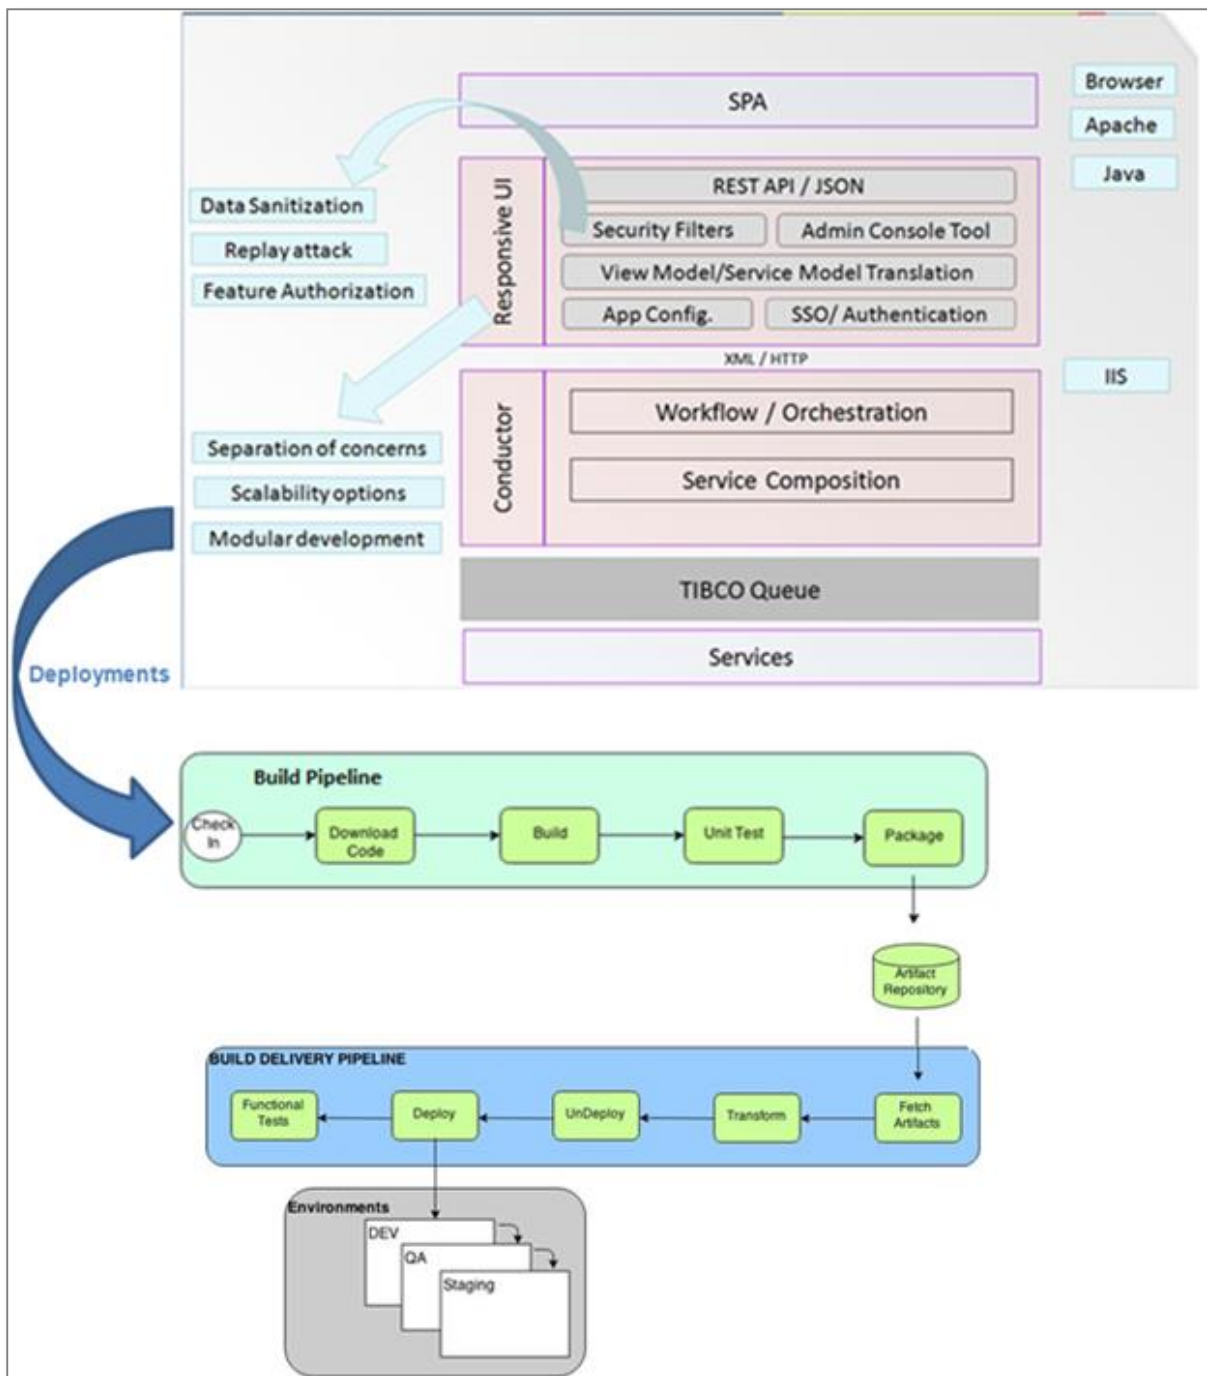 SPA
Browser
Apache
Java
Responsive UI
REST API / JSON
Security Filters
Admin Console Tool
View Model/Service Model Translation
App Config.
SSO/ Authentication
Data Sanitization
Replay attack
Feature Authorization
XML / HTTP
IIS
Conductor
Workflow / Orchestration
Service Composition
Separation of concerns
Scalability options
Modular development
TIBCO Queue
Services
Deployments
Build Pipeline
Check
In
Download
Code
Build
Unit Test
Package
Artifact
Repository
BUILD DELIVERY PIPELINE
Functional
Tests
Deploy
UnDeploy
Transform
Fetch
Artifacts
Environments
DEV
QA
Staging